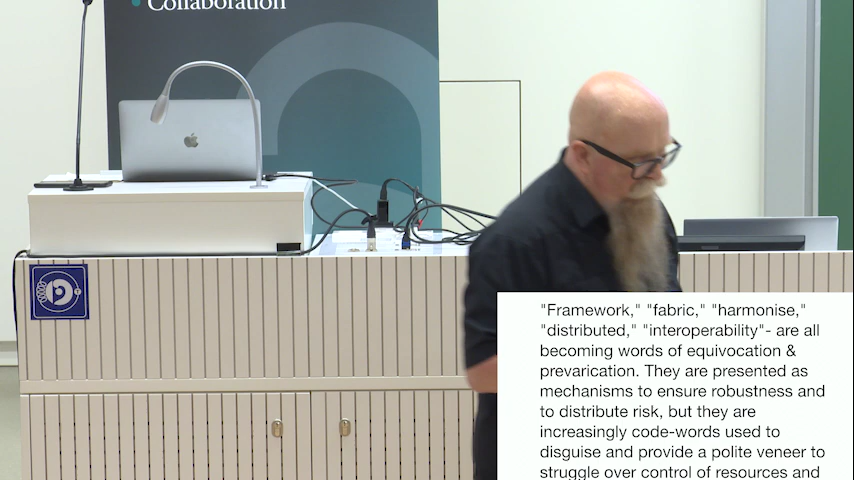 Collaboration
"Framework," "fabric," "harmonise,"
"distributed," "interoperability"- are all
becoming words of equivocation &
prevarication. They are presented as
mechanisms to ensure robustness and
to distribute risk, but they are
increasingly code-words used to
disguise and provide a polite veneer to
struggle over control of resources and